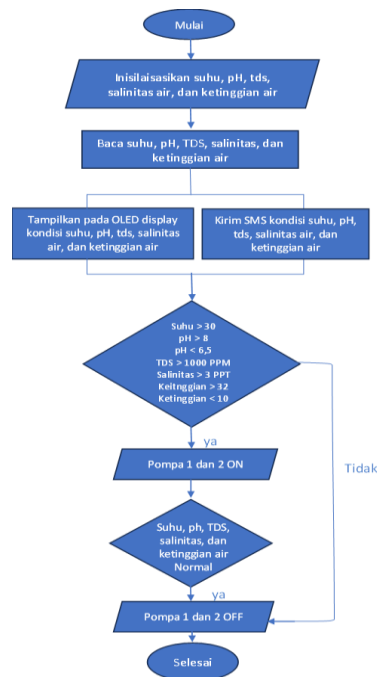 Mulai
Inisilaisasikan suhu, pH, tds,
salinitas air, dan ketinggian air
Baca suhu, pH, TDS, salinitas, dan
ketinggian air
Tampilkan pada OLED display
kondisi suhu, pH, tds, salinitas
air, dan ketinggian air
Kirim SMS kondisi suhu, pH,
tds, salinitas air, dan
ketinggian air
Suhu > 30
pH > 8
pH < 6,5
TDS > 1000 PPM
Salinitas > 3 PPT
Keitnggian > 32
Ketinggian < 10
ya
Tidak
Pompa 1 dan 2 ON
Suhu, ph, TDS,
salinitas, dan
ketinggian air
Normal
ya
Pompa 1 dan 2 OFF
Selesai